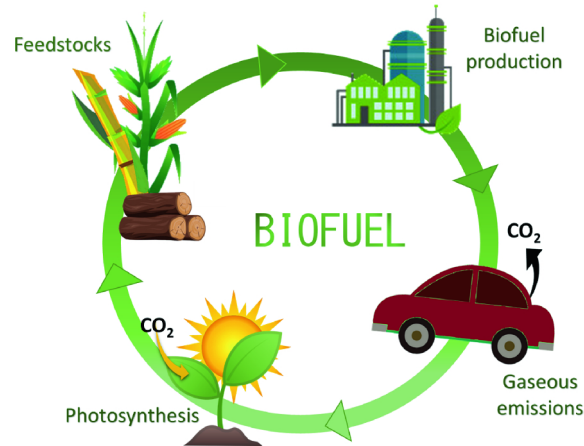 Feedstocks
Biofuel
production
BIOFUEL
CO2
CO2
Photosynthesis
Gaseous
emissions